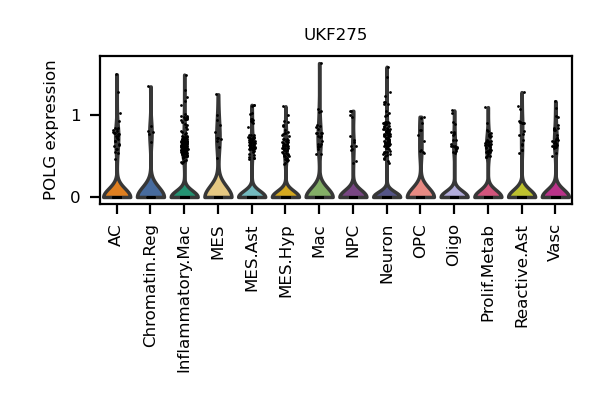 UKF275
POLG expression
1
0
AC
Chromatin.Reg
Inflammatory.Mac
MES
MES.Ast
MES.Hyp
Mac
NPC
Neuron
OPC
Oligo
Prolif.Metab
Reactive.Ast
Vasc